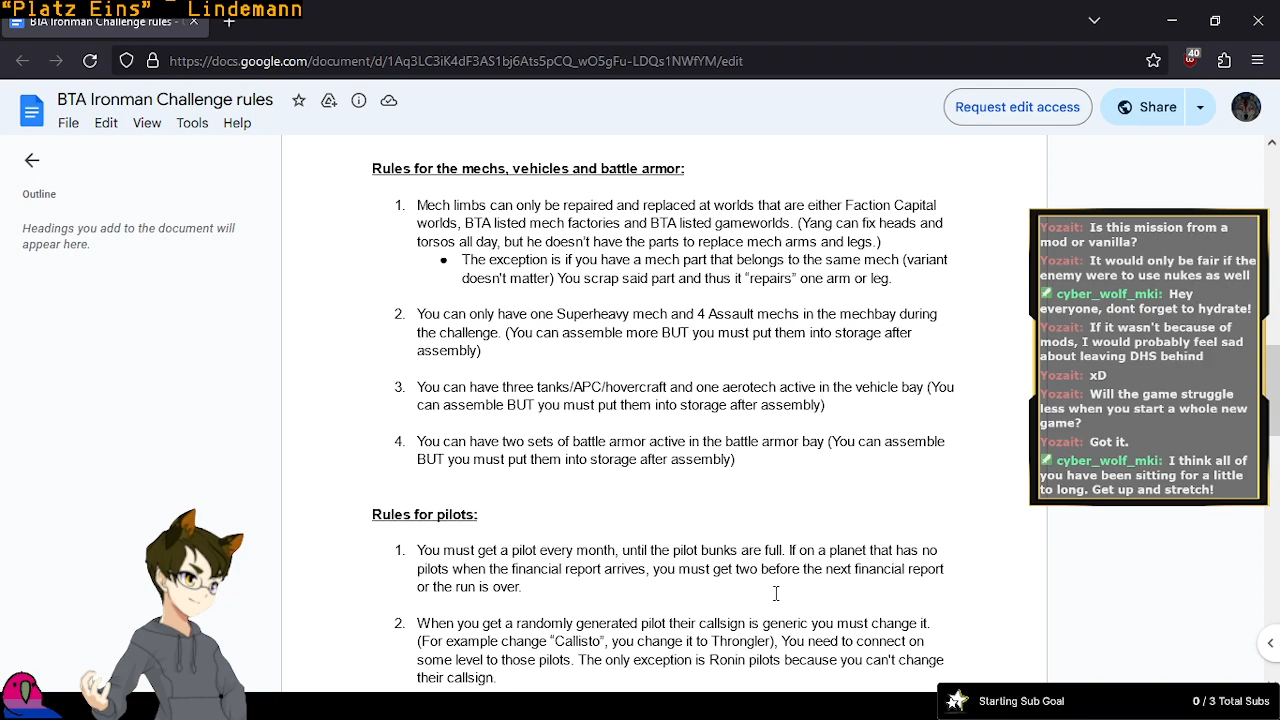 “Platz Eins” – Lindemann
BTA Ironman Challenge rules -
https://docs.google.com/document/d/1Aq3LC3iK4dF3AS1bj6Ats5pCQ_wO5gFu-LDQs1NWfYM/edit
40
BTA Ironman Challenge rules
File Edit View Tools Help
Request edit access
Share
Outline
Headings you add to the document will
appear here.
Rules for the mechs, vehicles and battle armor:
1. Mech limbs can only be repaired and replaced at worlds that are either Faction Capital
worlds, BTA listed mech factories and BTA listed gameworlds. (Yang can fix heads and
torsos all day, but he doesn’t have the parts to replace mech arms and legs.)
● The exception is if you have a mech part that belongs to the same mech (variant
doesn't matter) You scrap said part and thus it “repairs” one arm or leg.
2. You can only have one Superheavy mech and 4 Assault mechs in the mechbay during
the challenge. (You can assemble more BUT you must put them into storage after
assembly)
3. You can have three tanks/APC/hovercraft and one aerotech active in the vehicle bay (You
can assemble BUT you must put them into storage after assembly)
4. You can have two sets of battle armor active in the battle armor bay (You can assemble
BUT you must put them into storage after assembly)
Rules for pilots:
1. You must get a pilot every month, until the pilot bunks are full. If on a planet that has no
pilots when the financial report arrives, you must get two before the next financial report
or the run is over.
2. When you get a randomly generated pilot their callsign is generic you must change it.
(For example change “Callisto”, you change it to Throngler), You need to connect on
some level to those pilots. The only exception is Ronin pilots because you can't change
their callsign.
Yozait: Is this mission from a
mod or vanilla?
Yozait: It would only be fair if the
enemy were to use nukes as well
cyber_wolf_mki: Hey
everyone, dont forget to hydrate!
Yozait: If it wasn't because of
mods, I would probably feel sad
about leaving DHS behind
Yozait: xD
Yozait: Will the game struggle
less when you start a whole new
game?
Yozait: Got it.
cyber_wolf_mki: I think all of
you have been sitting for a little
to long. Get up and stretch!
Starting Sub Goal
0 / 3 Total Subs